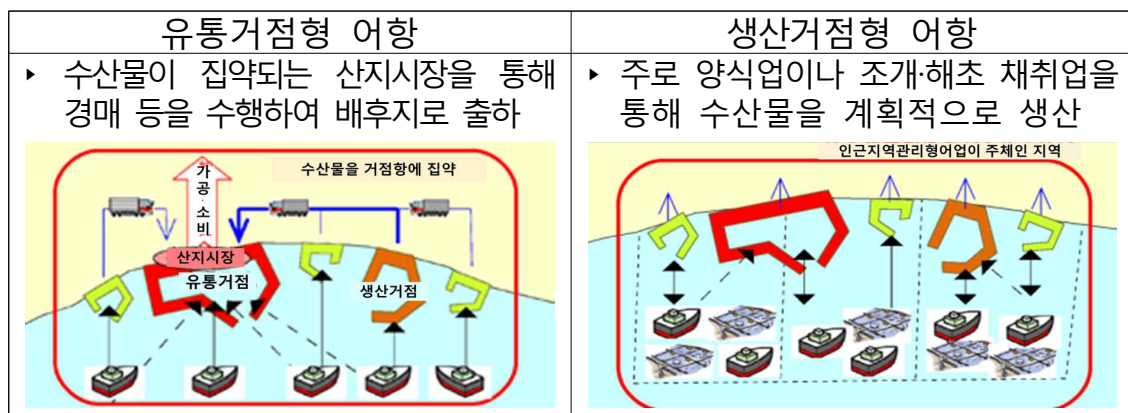 유통거점형 어항
▸ 수산물이 집약되는 산지시장을 통해
경매 등을 수행하여 배후지로 출하
가공·소비
수산물을 거점항에 집약
산지시장
유통거점
생산거점
생산거점형 어항
▸ 주로 양식업이나 조개·해초 채취업을
통해 수산물을 계획적으로 생산
인근지역관리형어업이 주체인 지역